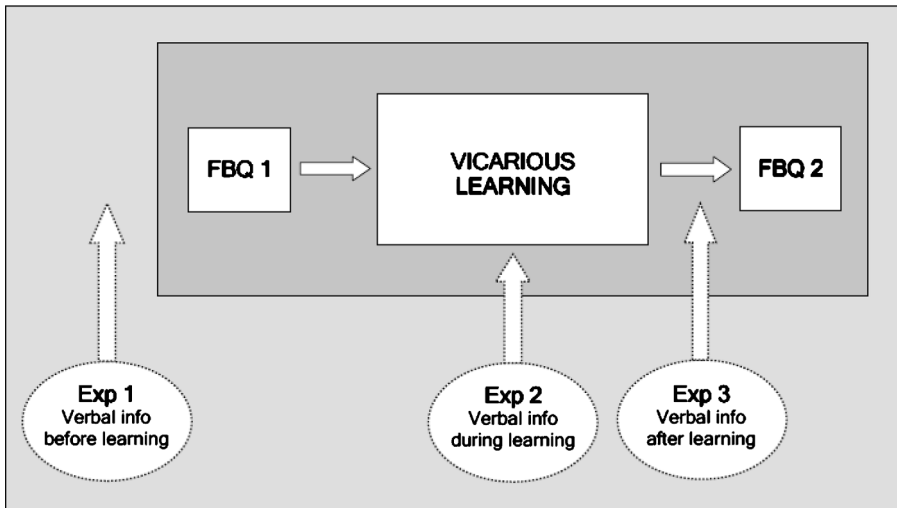 FBQ 1
VICARIOUS
LEARNING
FBQ 2
Exp 1
Verbal info
before learning
Exp 2
Verbal info
during learning
Exp 3
Verbal info
after learning